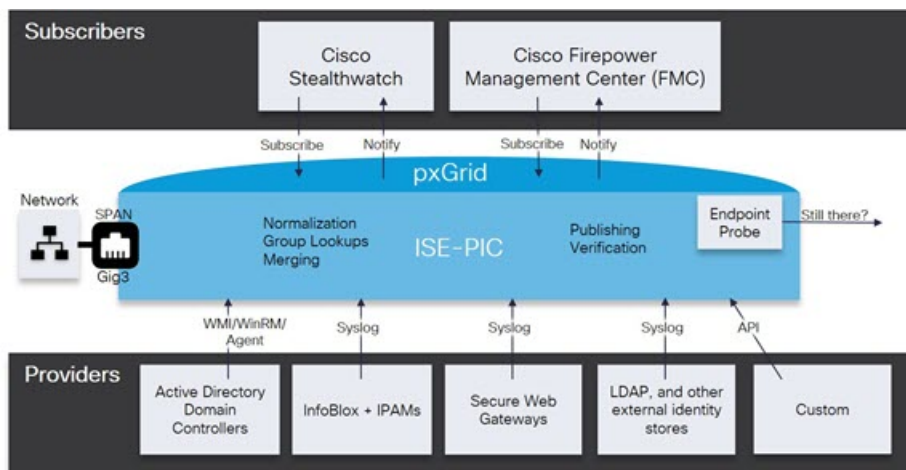 Subscribers
Cisco
Stealthwatch
Cisco Firepower
Management Center (FMC)
Subscribe
Notify
Subscribe
Notify
pxGrid
Network
SPAN
Gig3
Normalization
Group Lookups
Merging
ISE-PIC
Publishing
Verification
Endpoint
Probe
Still there?
WMI/WinRM/
Agent
Syslog
Syslog
Syslog
API
Providers
Active Directory
Domain
Controllers
InfoBlox + IPAMs
Secure Web
Gateways
LDAP, and other
external identity
stores
Custom